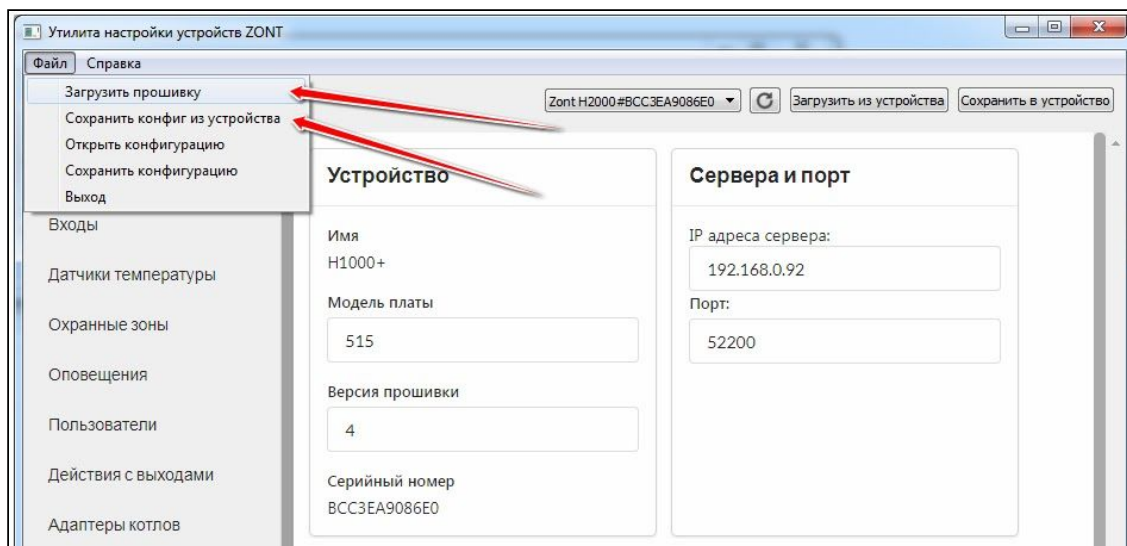 Утилита настройки устройств ZONT
Файл Справка
Загрузить прошивку
Сохранить конфиг из устройства
Открыть конфигурацию
Сохранить конфигурацию
Выход
Zont H2000#BCC3EA9086E0
Загрузить из устройства
Сохранить в устройство
Входы
Датчики температуры
Охранные зоны
Оповещения
Пользователи
Действия с выходами
Адаптеры котлов
Устройство
Имя
H1000+
Модель платы
515
Версия прошивки
4
Серийный номер
BCC3EA9086E0
Сервера и порт
IP адреса сервера:
192.168.0.92
Порт:
52200